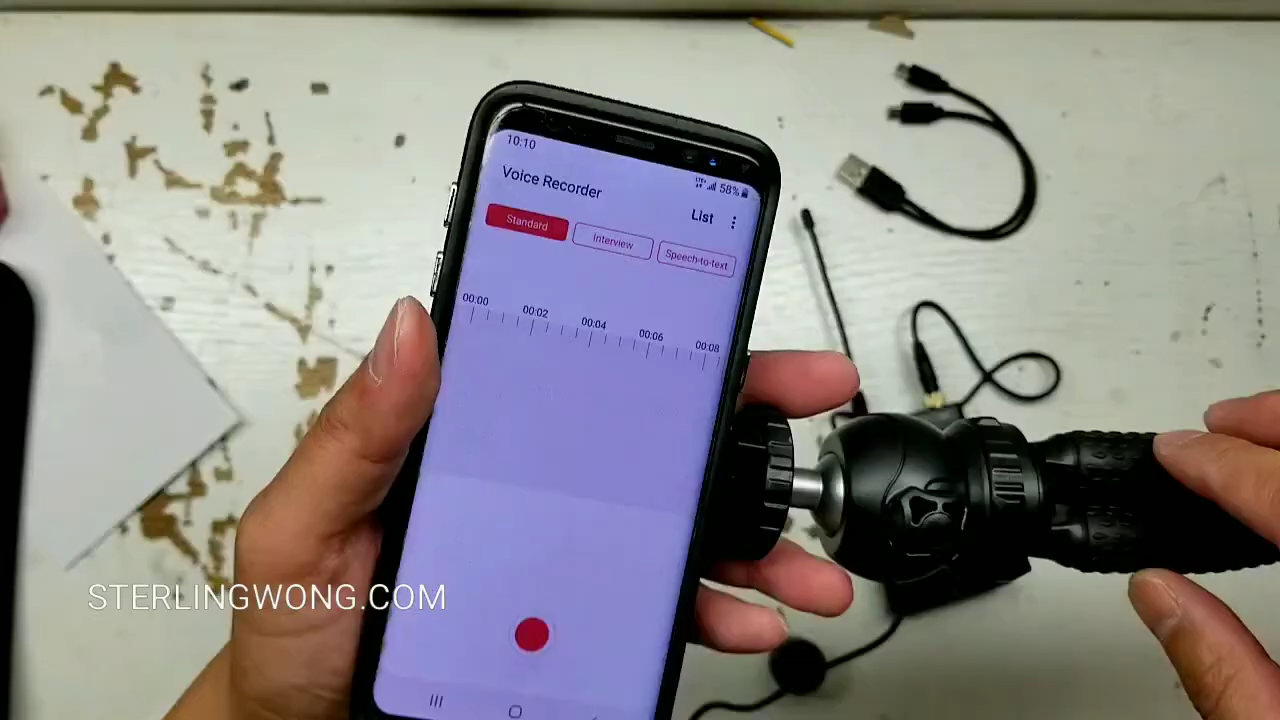 10:10
58%
Voice Recorder
List
Standard
Interview
Speech-to-text
00:00 00:02 00:04 00:06 00:08
STERLINGWONG.COM